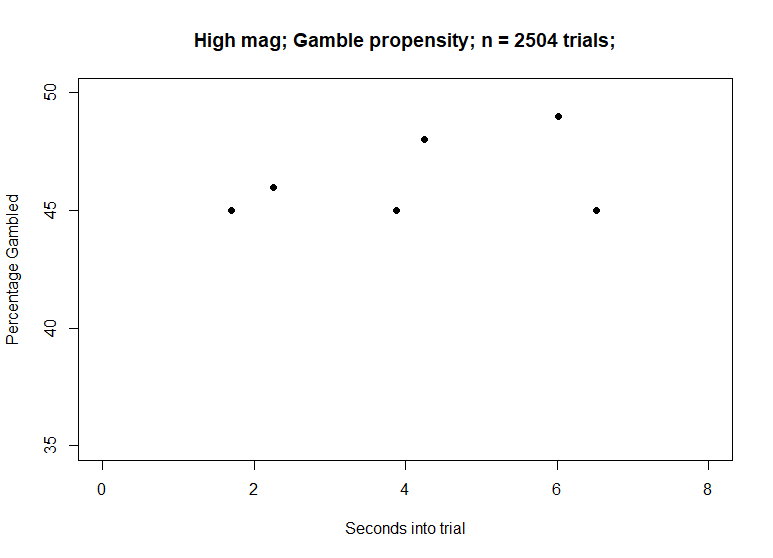 High mag; Gamble propensity; n = 2504 trials;
50
45
40
35
Percentage Gambled
0 2 4 6 8
Seconds into trial